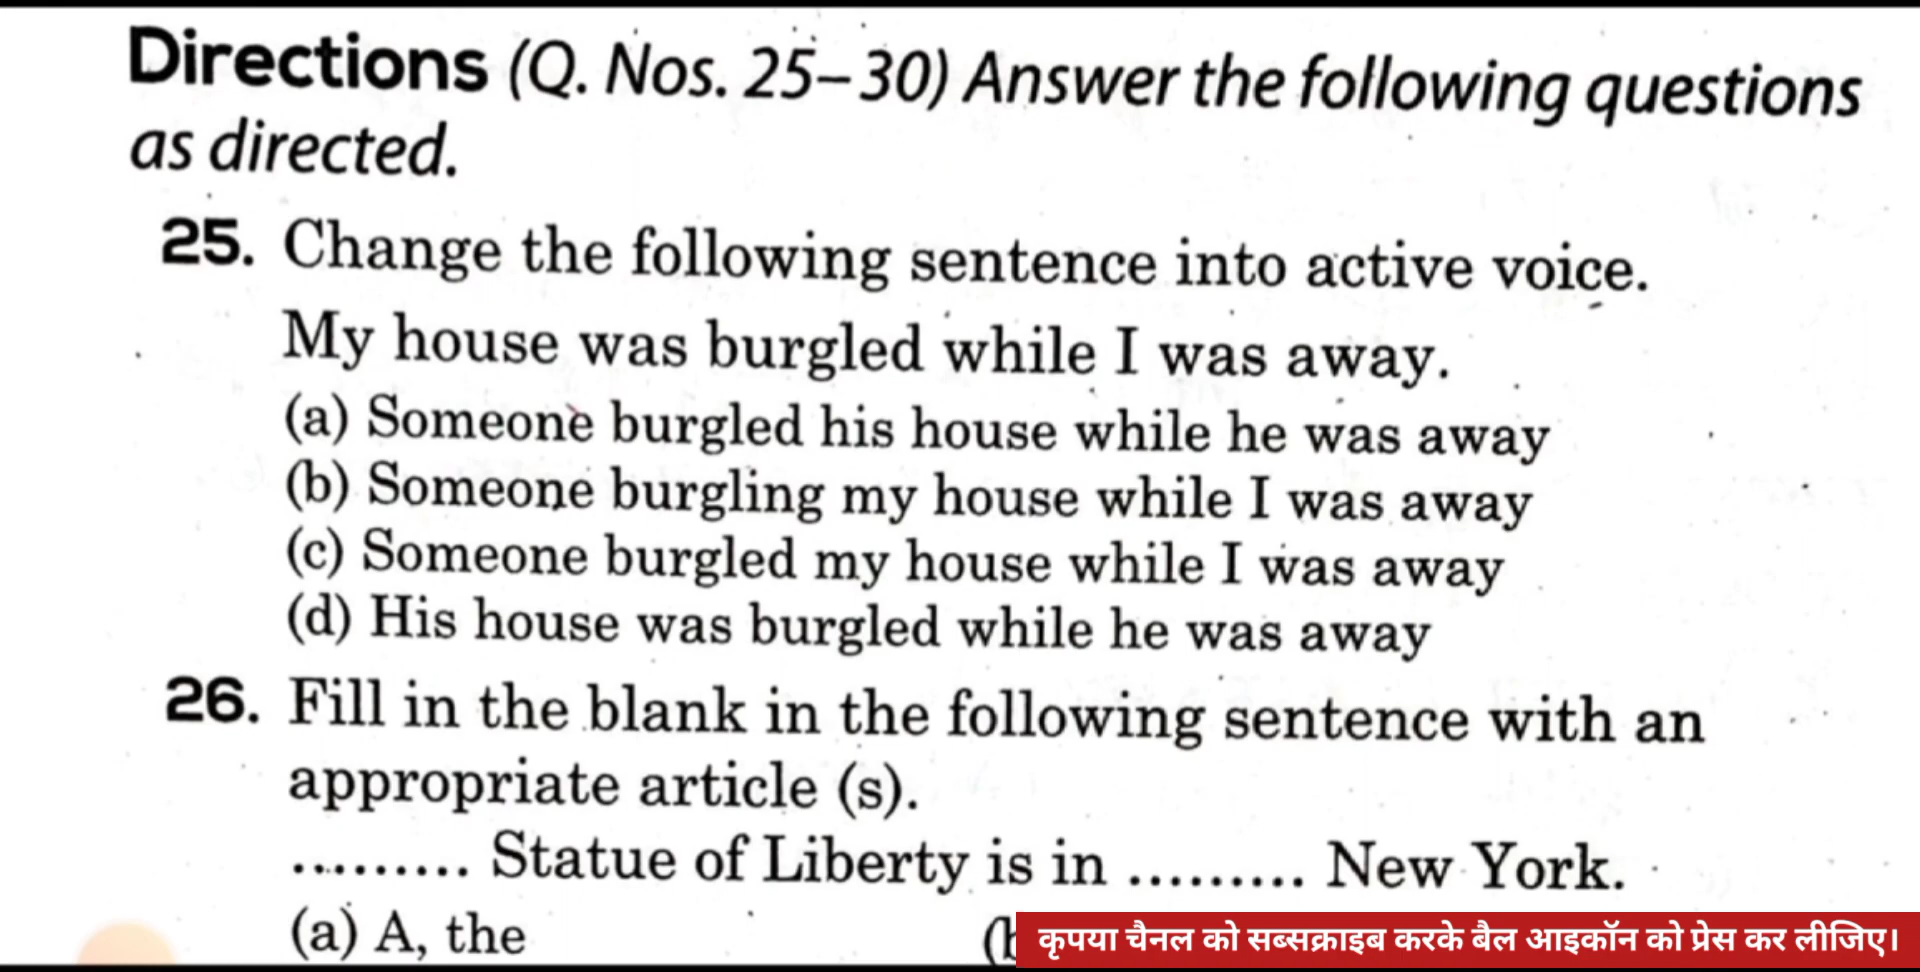 Directions (Q. Nos. 25–30) Answer the following questions
as directed.
25. Change the following sentence into active voice.
My house was burgled while I was away.
(a) Someone burgled his house while he was away
(b) Someone burgling my house while I was away
(c) Someone burgled my house while I was away
(d) His house was burgled while he was away
26. Fill in the blank in the following sentence with an
appropriate article (s).
......... Statue of Liberty is in ......... New York.
(a) A, the
कृपया चैनल को सब्सक्राइब करके बैल आइकॉन को प्रेस कर लीजिए।